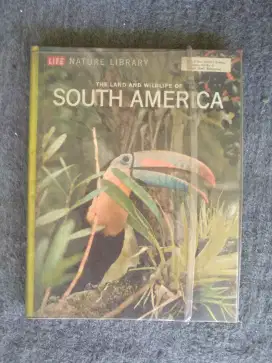 LIFE NATURE LIBRARY
THE LAND AND WILDLIFE OF
SOUTH AMERICA